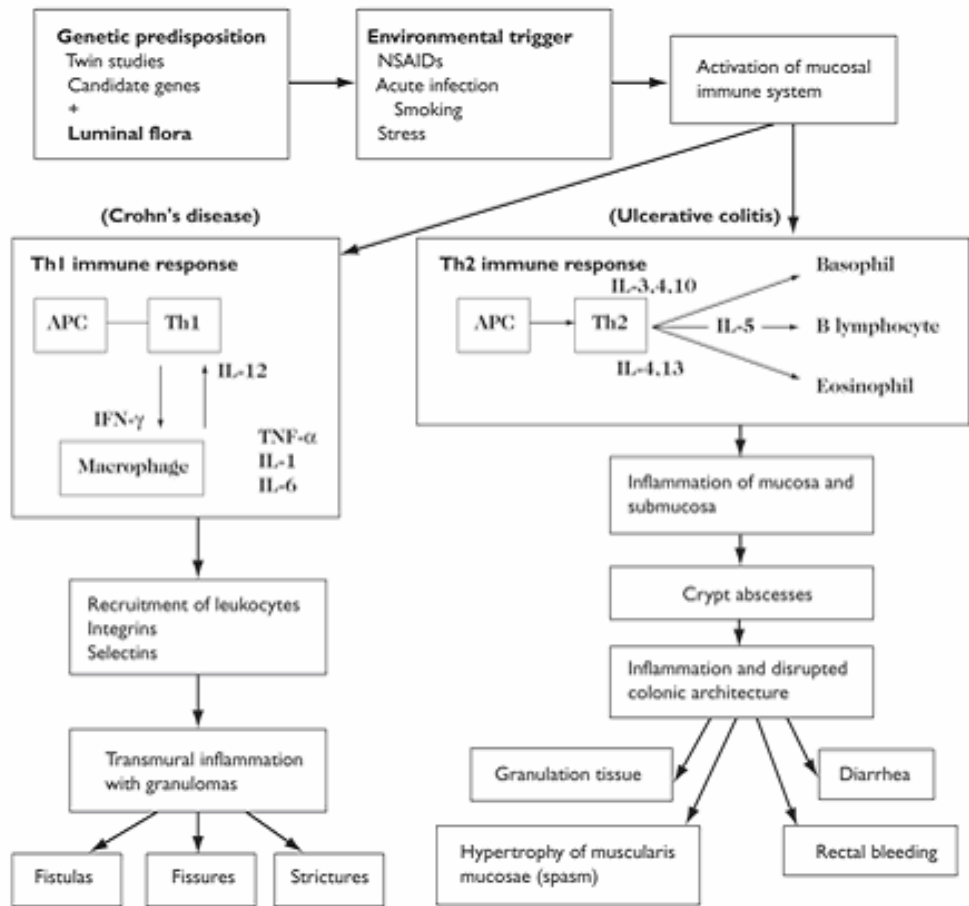 Genetic predisposition
Twin studies
Candidate genes
+
Luminal flora
Environmental trigger
NSAIDs
Acute infection
Smoking
Stress
Activation of mucosal
immune system
(Crohn's disease)
Th1 immune response
APC
Th1
IL-12
IFN-γ
Macrophage
TNF-α
IL-1
IL-6
Recruitment of leukocytes
Integrins
Selectins
Transmural inflammation
with granulomas
Fistulas
Fissures
Strictures
(Ulcerative colitis)
Th2 immune response
IL-3,4,10
APC
Th2
IL-5
IL-4,13
Basophil
B lymphocyte
Eosinophil
Inflammation of mucosa and
submucosa
Crypt abscesses
Inflammation and disrupted
colonic architecture
Granulation tissue
Diarrhea
Hypertrophy of muscularis
mucosae (spasm)
Rectal bleeding